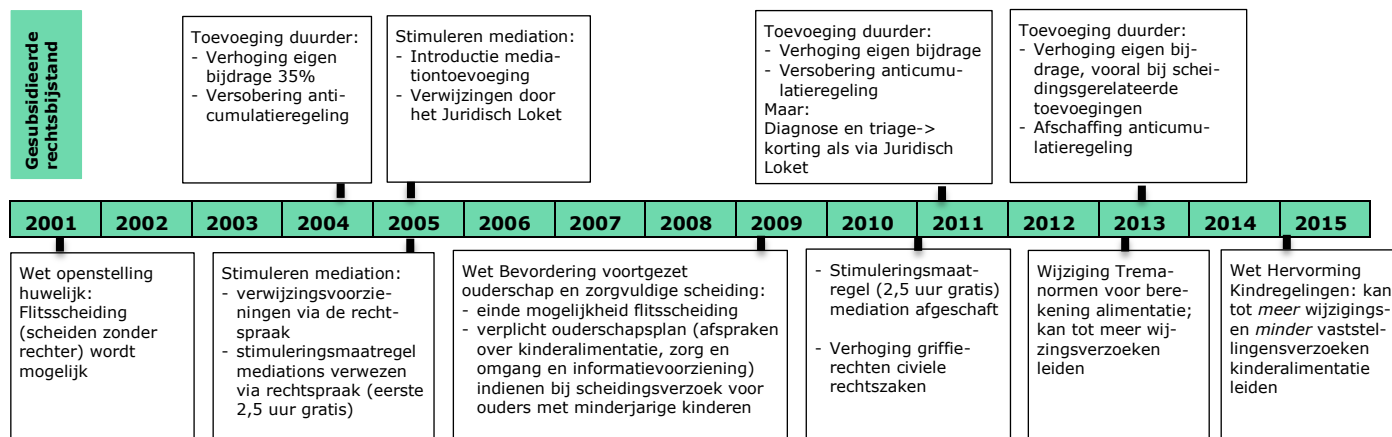 Gesubsidieerde
rechtsbijstand
Toevoeging duurder:
- Verhoging eigen
bijdrage 35%
- Versobering anti-
cumulatieregeling
Stimuleren mediation:
- Introductie medi-
ationtoevoeging
- Verwijzingen door
het Juridisch Loket
Toevoeging duurder:
- Verhoging eigen bijdrage
- Versobering anticumu-
latieregeling
Maar:
Diagnose en triage->
korting als via Juridisch
Loket
Toevoeging duurder:
- Verhoging eigen bij-
drage, vooral bij schei-
dingsgerelateerde
toevoegingen
- Afschaffing anticumu-
latieregeling
2001 2002 2003 2004 2005 2006 2007 2008 2009 2010 2011 2012 2013 2014 2015
Wet openstelling
huwelijk:
Flitsscheiding
(scheiden zonder
rechter) wordt
mogelijk
Stimuleren mediation:
- verwijzingsvoorzie-
ningen via de recht-
spraak
- stimuleringsmaatregel
mediations verwezen
via rechtspraak (eerste
2,5 uur gratis)
Wet Bevordering voortgezet
ouderschap en zorgvuldige scheiding:
- einde mogelijkheid flitsscheiding
- verplicht ouderschapsplan (afspraken
over kinderalimentatie, zorg en
omgang en informatievoorziening)
indienen bij scheidingsverzoek voor
ouders met minderjarige kinderen
- Stimuleringsmaat-
regel (2,5 uur gratis)
mediation afgeschaft
- Verhoging griffie-
rechten civiele
rechtszaken
Wijziging Trema-
normen voor bere-
kening alimentatie;
kan tot meer wij-
zingsverzoeken
leiden
Wet Hervorming
Kindregelingen: kan
tot meer wijzigings-
en minder vaststel-
lingensverzoeken
kinderalimentatie
leiden